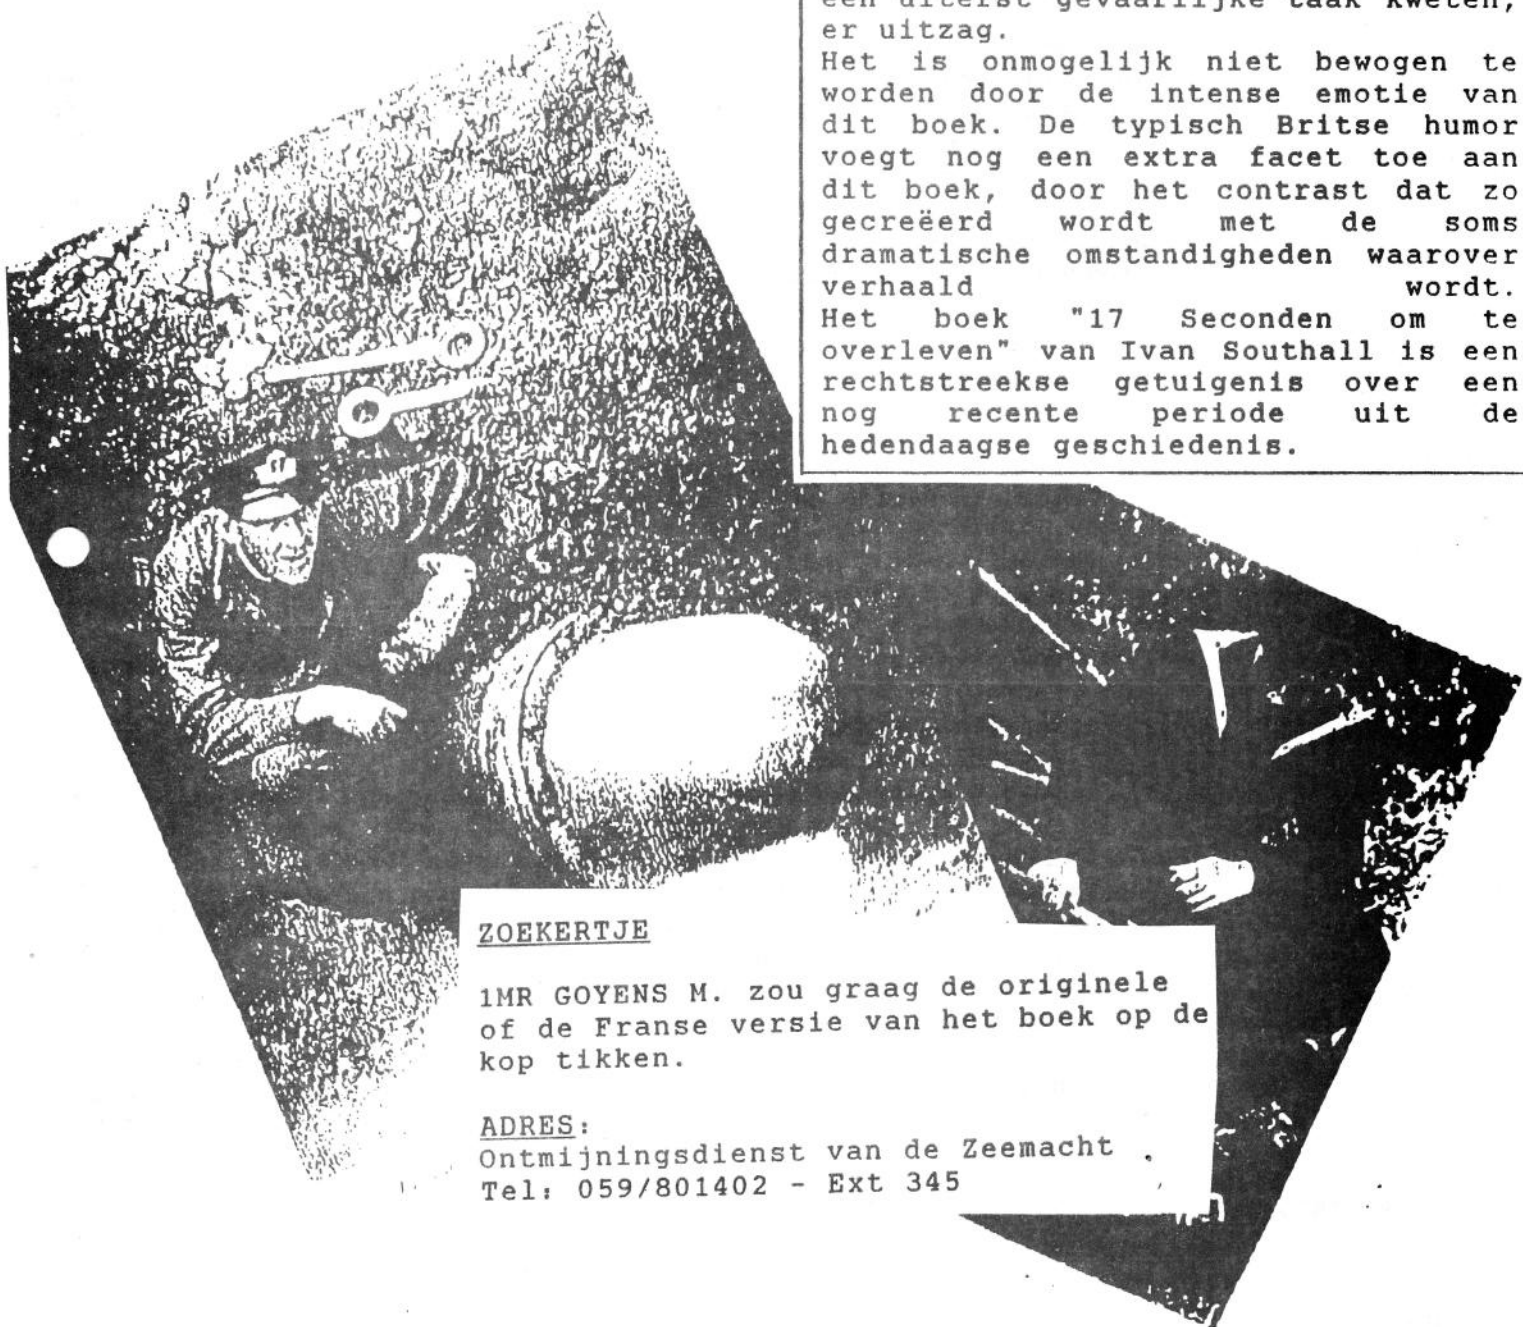 een uiterst gevaarlijke taak kweten,
er uitzag.
Het is onmogelijk niet bewogen te
worden door de intense emotie van
dit boek. De typisch Britse humor
voegt nog een extra facet toe aan
dit boek, door het contrast dat zo
gecreëerd wordt met de soms
dramatische omstandigheden waarover
verhaald wordt.
Het boek "17 Seconden om te
overleven" van Ivan Southall is een
rechtstreekse getuigenis over een
nog recente periode uit de
hedendaagse geschiedenis.
ZOEKERTJE
1MR GOYENS M. zou graag de originele
of de Franse versie van het boek op de
kop tikken.
ADRES:
Ontmijningsdienst van de Zeemacht
Tel: 059/801402 - Ext 345